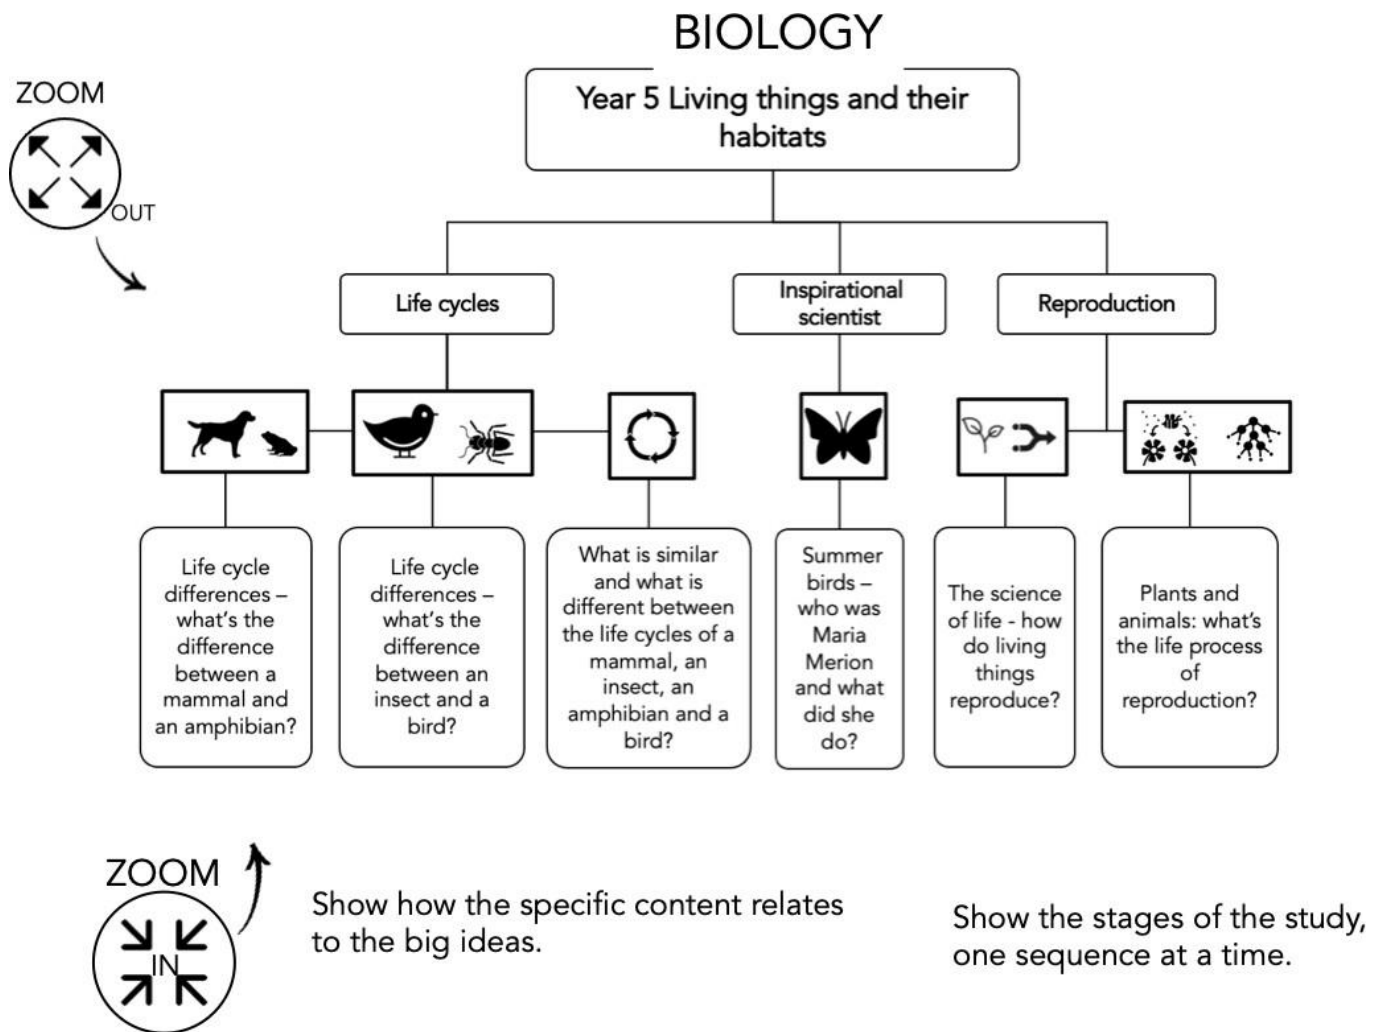 BIOLOGY
Year 5 Living things and their
habitats
ZOOM
OUT
Life cycles
Inspirational
scientist
Reproduction
Life cycle
differences –
what's the
difference
between a
mammal and
an amphibian?
Life cycle
differences –
what's the
difference
between an
insect and a
bird?
What is similar
and what is
different between
the life cycles of a
mammal, an
insect, an
amphibian and a
bird?
Summer
birds –
who was
Maria
Merion
and what
did she
do?
The science
of life - how
do living
things
reproduce?
Plants and
animals: what's
the life process
of
reproduction?
ZOOM
IN
Show how the specific content relates
to the big ideas.
Show the stages of the study,
one sequence at a time.